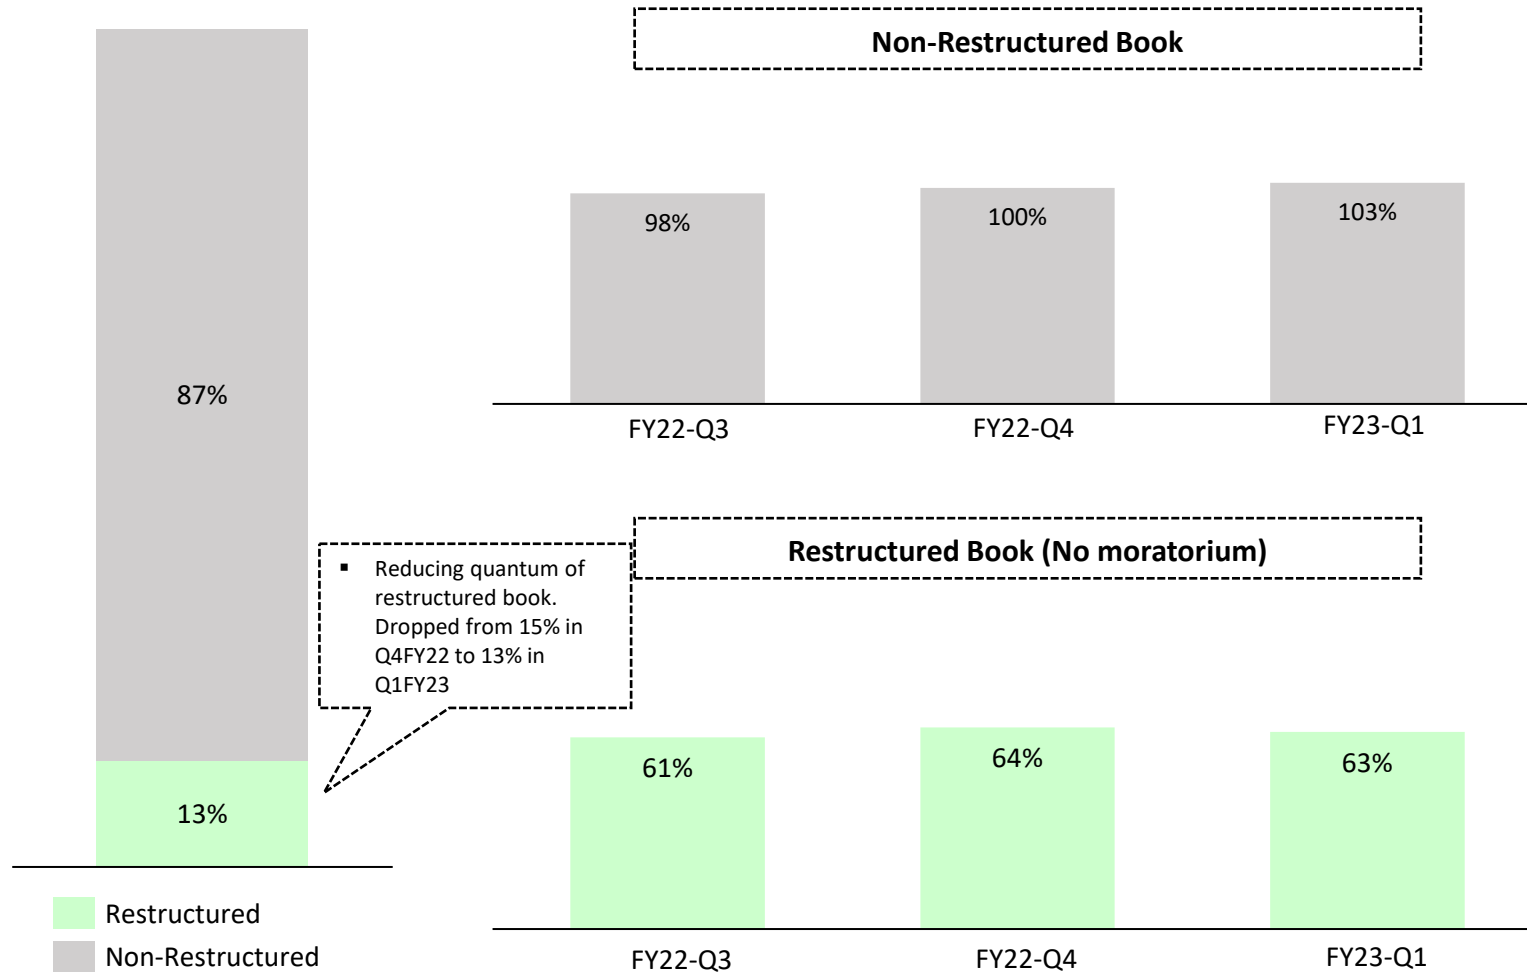 87%
13%
Restructured
Non-Restructured
▪ Reducing quantum of
restructured book.
Dropped from 15% in
Q4FY22 to 13% in
Q1FY23
Non-Restructured Book
98%
100%
103%
FY22-Q3
FY22-Q4
FY23-Q1
Restructured Book (No moratorium)
61%
64%
63%
FY22-Q3
FY22-Q4
FY23-Q1